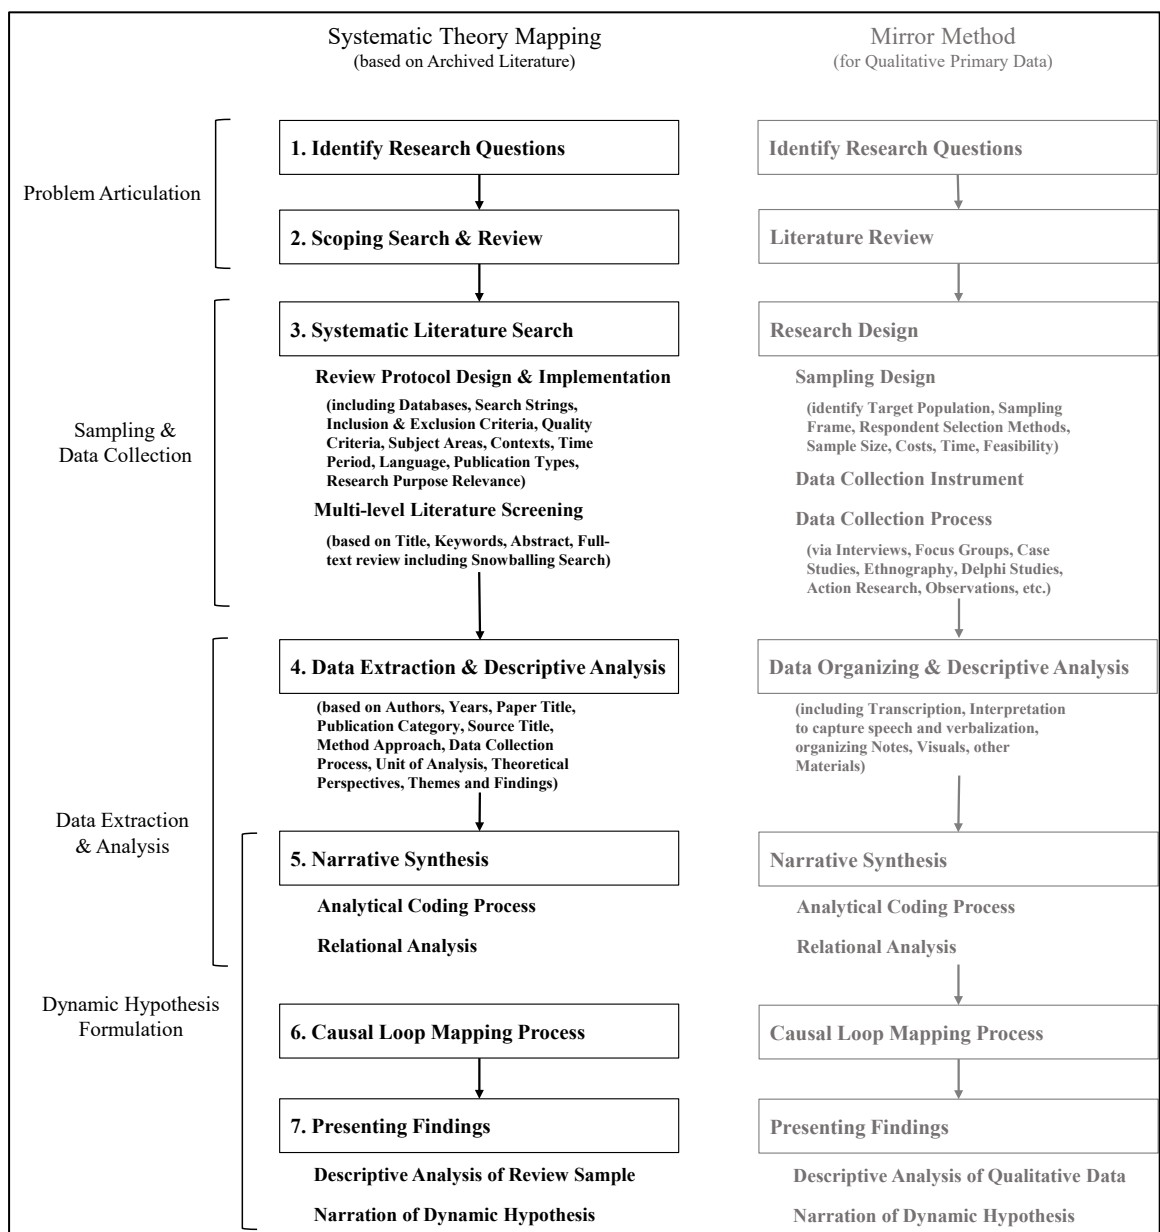 Systematic Theory Mapping
(based on Archived Literature)
Mirror Method
(for Qualitative Primary Data)
Problem Articulation
1. Identify Research Questions
2. Scoping Search & Review
Identify Research Questions
Literature Review
Sampling &
Data Collection
3. Systematic Literature Search
Review Protocol Design & Implementation
(including Databases, Search Strings,
Inclusion & Exclusion Criteria, Quality
Criteria, Subject Areas, Contexts, Time
Period, Language, Publication Types,
Research Purpose Relevance)
Multi-level Literature Screening
(based on Title, Keywords, Abstract, Full-
text review including Snowballing Search)
Research Design
Sampling Design
(identify Target Population, Sampling
Frame, Respondent Selection Methods,
Sample Size, Costs, Time, Feasibility)
Data Collection Instrument
Data Collection Process
(via Interviews, Focus Groups, Case
Studies, Ethnography, Delphi Studies,
Action Research, Observations, etc.)
Data Extraction
& Analysis
4. Data Extraction & Descriptive Analysis
(based on Authors, Years, Paper Title,
Publication Category, Source Title,
Method Approach, Data Collection
Process, Unit of Analysis, Theoretical
Perspectives, Themes and Findings)
Data Organizing & Descriptive Analysis
(including Transcription, Interpretation
to capture speech and verbalization,
organizing Notes, Visuals, other
Materials)
Dynamic Hypothesis
Formulation
5. Narrative Synthesis
Analytical Coding Process
Relational Analysis
Narrative Synthesis
Analytical Coding Process
Relational Analysis
6. Causal Loop Mapping Process
Causal Loop Mapping Process
7. Presenting Findings
Descriptive Analysis of Review Sample
Narration of Dynamic Hypothesis
Presenting Findings
Descriptive Analysis of Qualitative Data
Narration of Dynamic Hypothesis